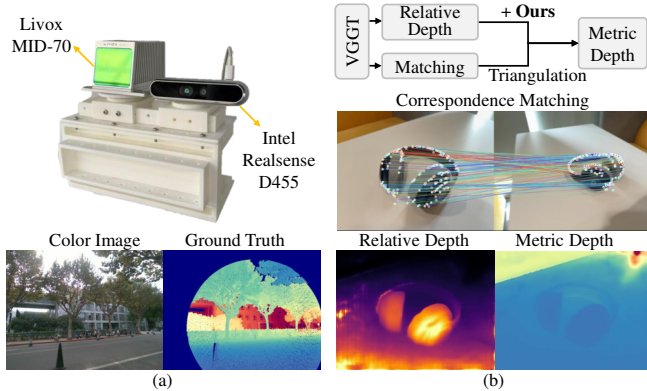 Livox
MID-70
Intel
Realsense
D455
Color Image
Ground Truth
(a)
VGGT
Relative
Depth
+ Ours
Metric
Depth
Matching
Triangulation
Correspondence Matching
Relative Depth
Metric Depth
(b)